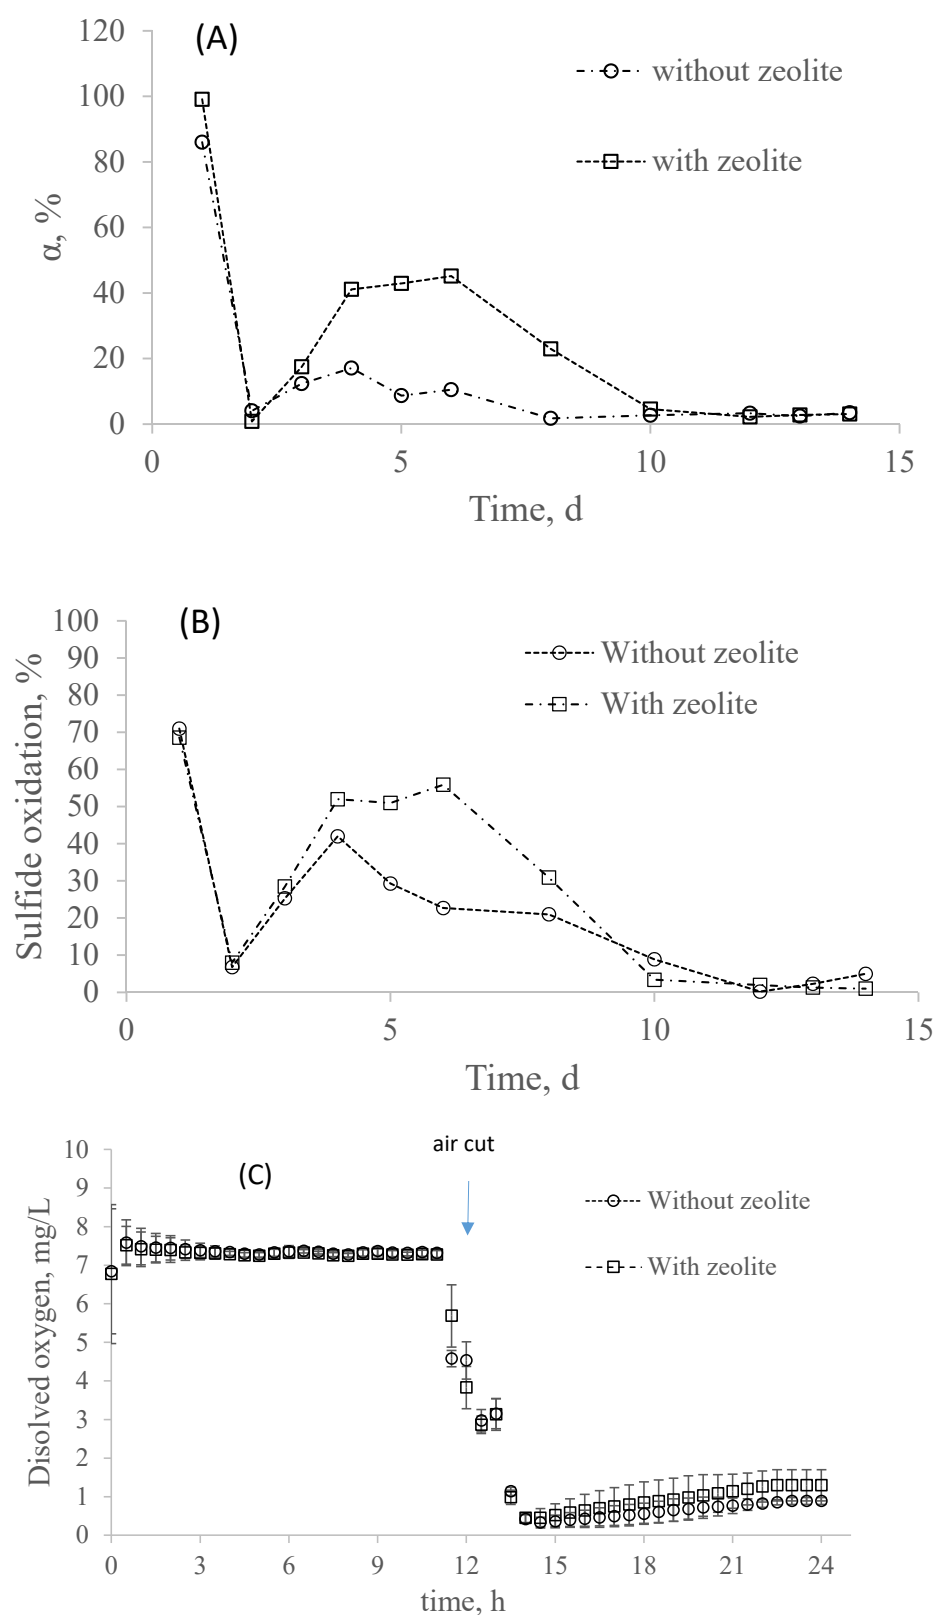 (A)
120
100
80
60
40
20
0
α, %
without zeolite
with zeolite
0 5 10 15
Time, d
(B)
100
90
80
70
60
50
40
30
20
10
0
Sulfide oxidation, %
Without zeolite
With zeolite
0 5 10 15
Time, d
air cut
(C)
10
9
8
7
6
5
4
3
2
1
0
Disolved oxygen, mg/L
Without zeolite
With zeolite
0 3 6 9 12 15 18 21 24
time, h